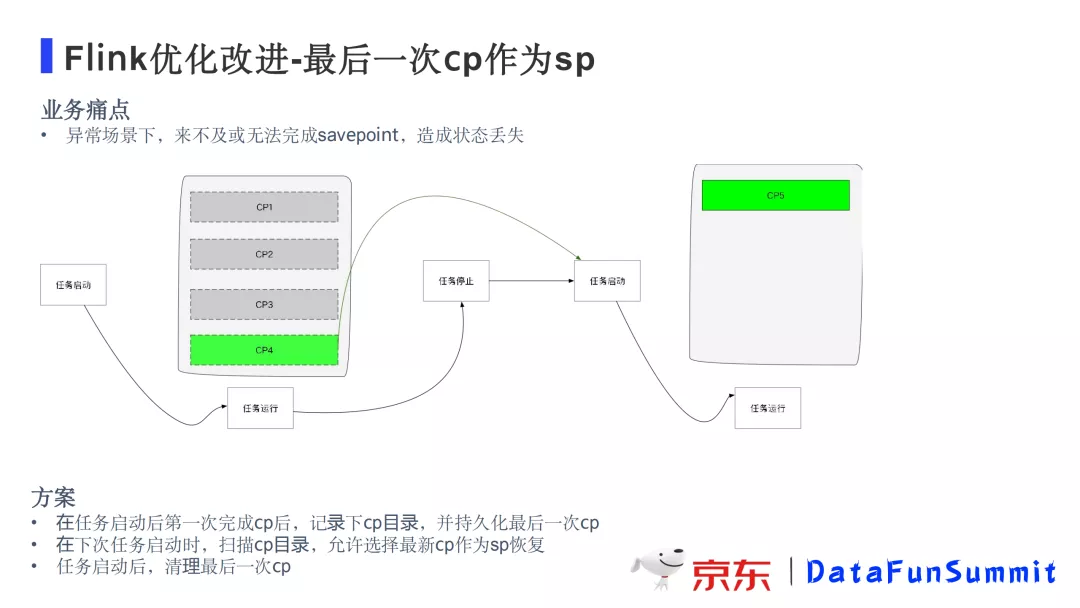 Flink优化改进-最后一次cp作为sp
业务痛点
• 异常场景下，来不及或无法完成savepoint，造成状态丢失
CP1
CP2
CP3
CP4
任务启动
任务运行
任务停止
任务启动
CP5
任务运行
方案
• 在任务启动后第一次完成cp后，记录下cp目录，并持久化最后一次cp
• 在下次任务启动时，扫描cp目录，允许选择最新cp作为sp恢复
• 任务启动后，清理最后一次cp
京东 | DataFunSummit